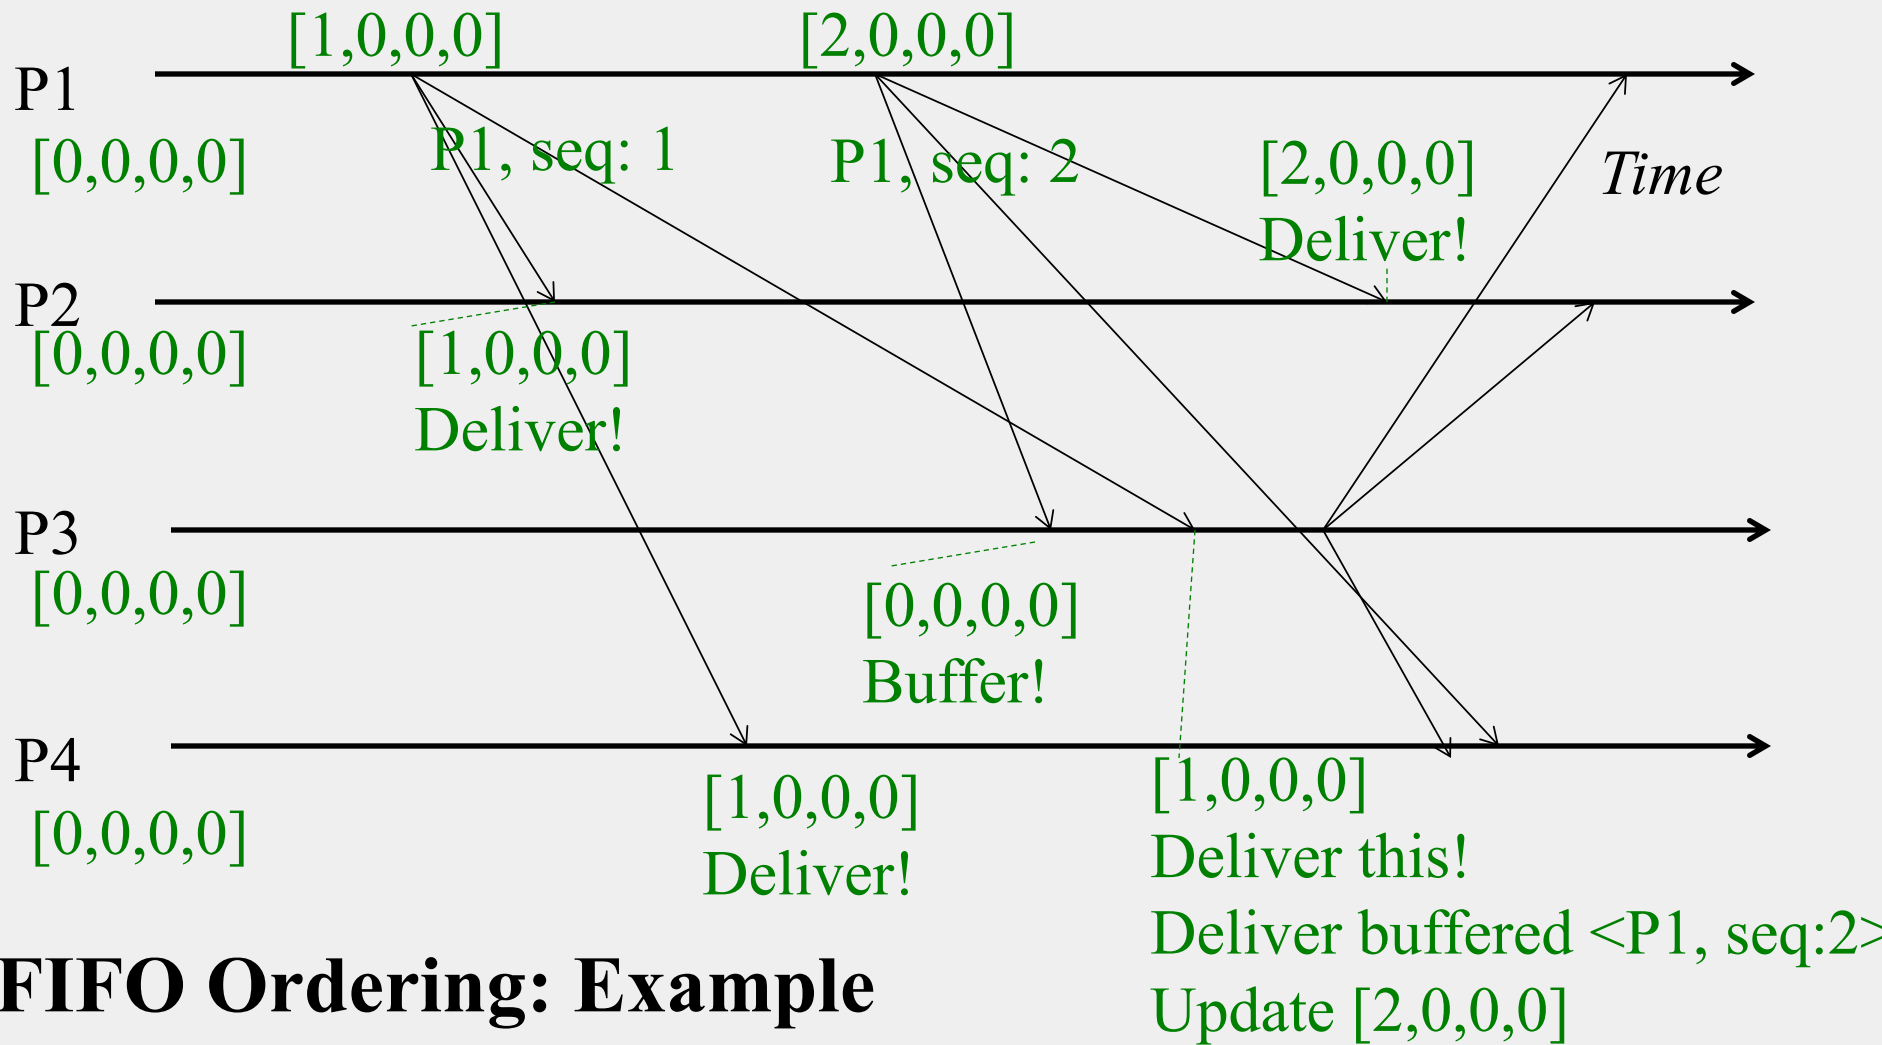 [1,0,0,0]
[2,0,0,0]
P1
P1, seq: 1
P1, seq: 2
[0,0,0,0]
[2,0,0,0]
Time
Deliver!
P2
[0,0,0,0]
[1,0,0,0]
Deliver!
P3
[0,0,0,0]
[0,0,0,0]
Buffer!
P4
[1,0,0,0]
[1,0,0,0]
[0,0,0,0]
Deliver!
Deliver this!
Deliver buffered <P1, seq:2>
FIFO Ordering: Example
Update [2,0,0,0]